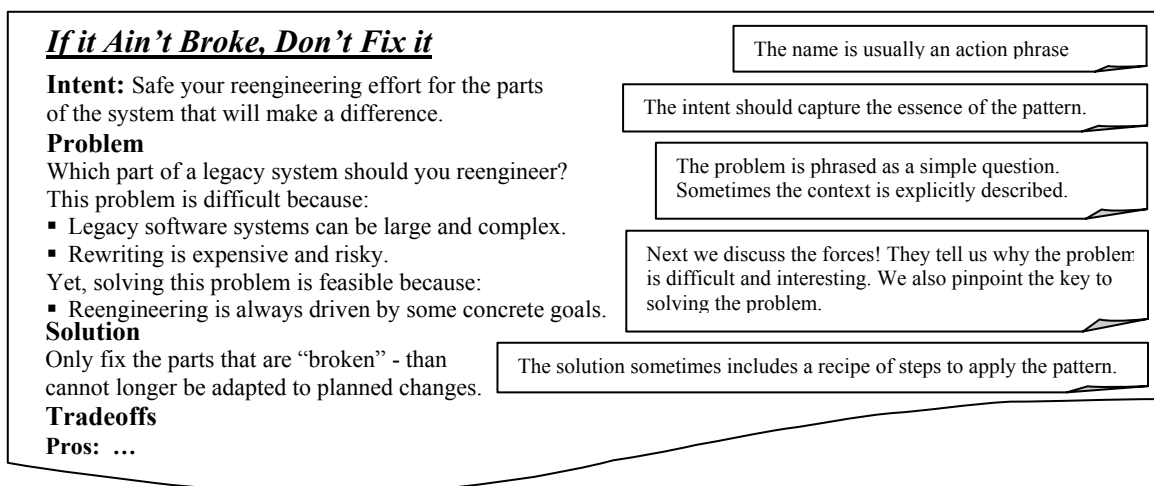 If it Ain’t Broke, Don’t Fix it
The name is usually an action phrase
Intent: Safe your reengineering effort for the parts
of the system that will make a difference.
The intent should capture the essence of the pattern.
Problem
Which part of a legacy system should you reengineer?
This problem is difficult because:
▪ Legacy software systems can be large and complex.
▪ Rewriting is expensive and risky.
Yet, solving this problem is feasible because:
▪ Reengineering is always driven by some concrete goals.
The problem is phrased as a simple question.
Sometimes the context is explicitly described.
Next we discuss the forces! They tell us why the problem
is difficult and interesting. We also pinpoint the key to
solving the problem.
Solution
Only fix the parts that are “broken” - than
cannot longer be adapted to planned changes.
The solution sometimes includes a recipe of steps to apply the pattern.
Tradeoffs
Pros: …